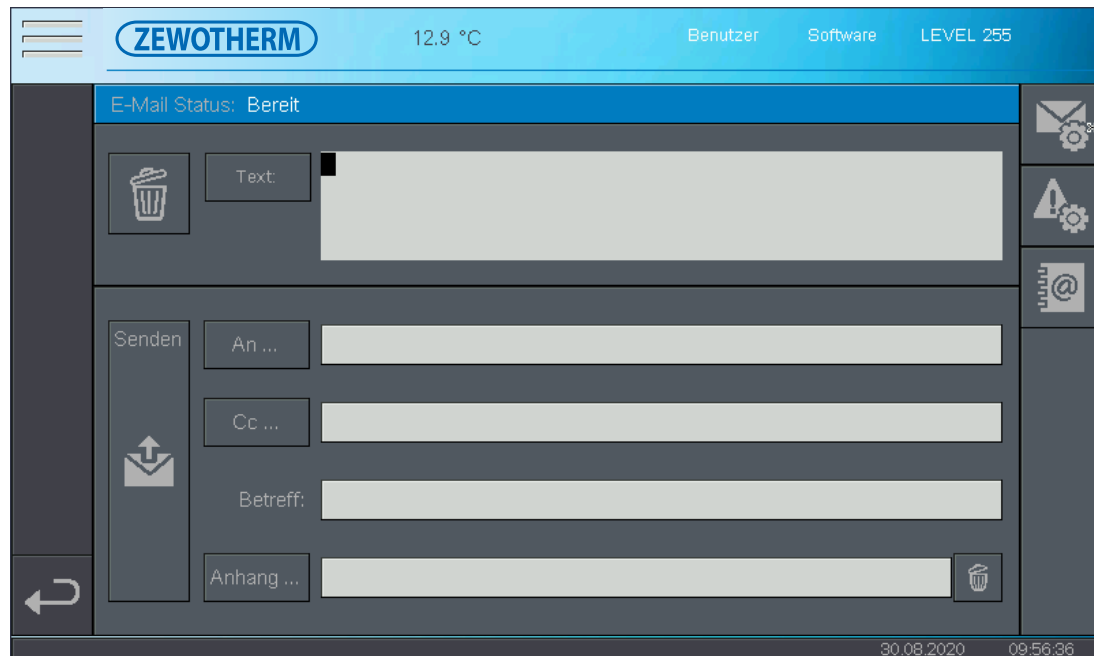 ZEWOTHERM 12.9 °C Benutzer Software LEVEL 255
E-Mail Status: Bereit
Text:
Senden
An ...
Cc ...
Betreff:
Anhang ...
30.08.2020 09:56:36